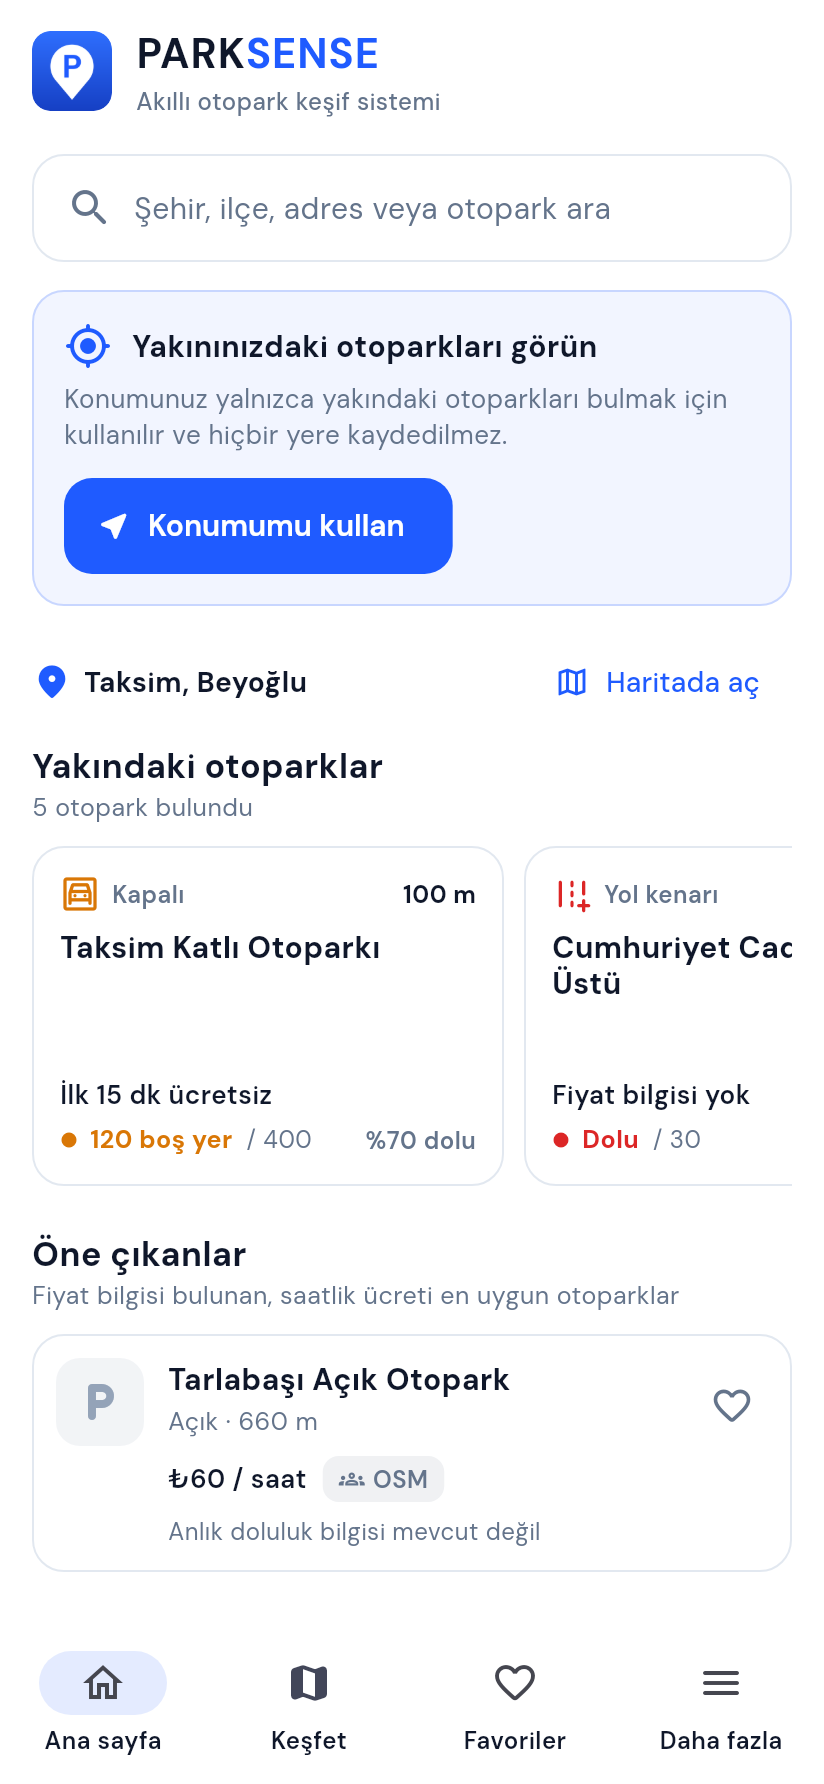 P
PARKSENSE
Akıllı otopark keşif sistemi
Şehir, ilçe, adres veya otopark ara
Yakınınızdaki otoparkları görün
Konumunuz yalnızca yakındaki otoparkları bulmak için
kullanılır ve hiçbir yere kaydedilmez.
Konumumu kullan
Taksim, Beyoğlu
Haritada aç
Yakındaki otoparklar
5 otopark bulundu
Kapalı 100 m
Taksim Katlı Otoparkı
İlk 15 dk ücretsiz
120 boş yer / 400 %70 dolu
Yol kenarı
Cumhuriyet Cad
Üstü
Fiyat bilgisi yok
Dolu / 30
Öne çıkanlar
Fiyat bilgisi bulunan, saatlik ücreti en uygun otoparklar
P
Tarlabaşı Açık Otopark
Açık · 660 m
₺60 / saat OSM
Anlık doluluk bilgisi mevcut değil
Ana sayfa
Keşfet
Favoriler
Daha fazla